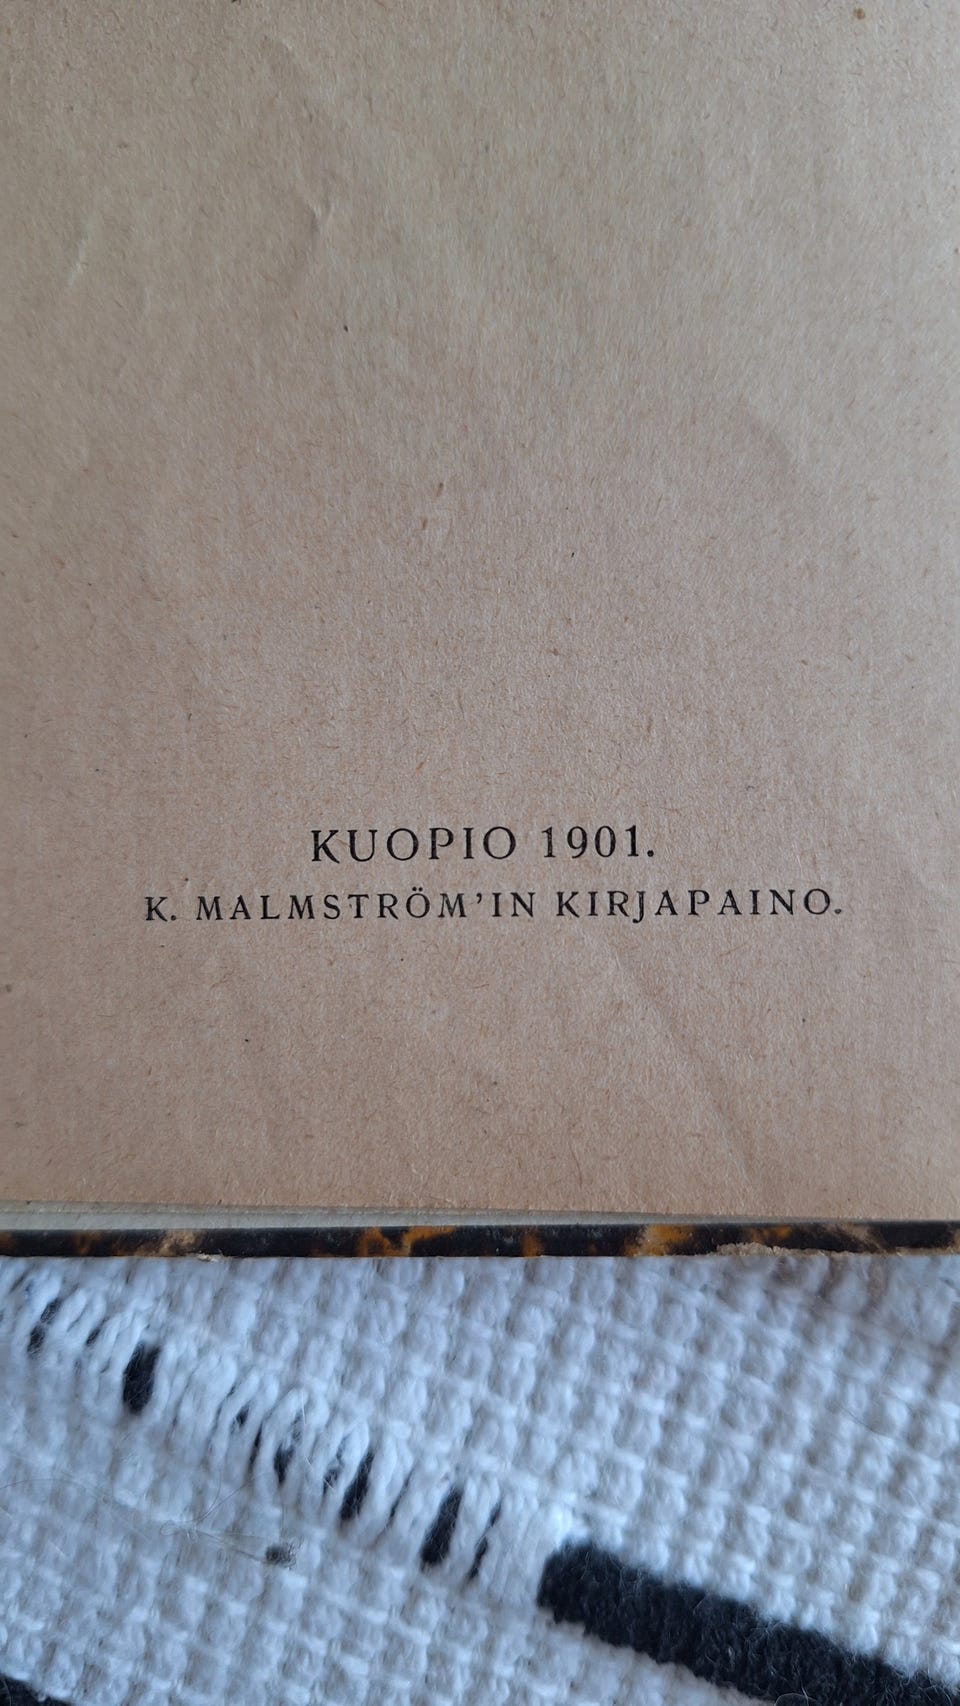 KUOPIO 1901.
K. MALMSTRÖM'IN KIRJAPAINO.